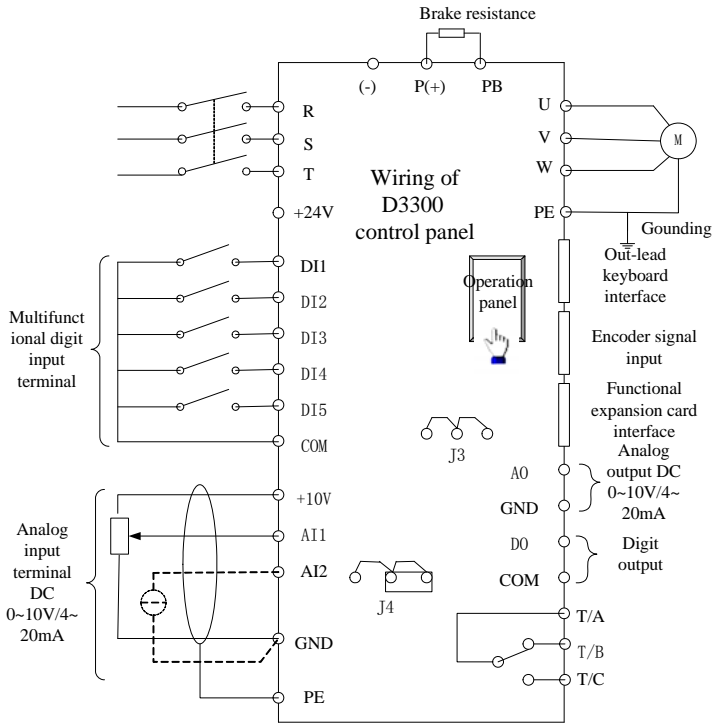 Brake resistance
(-)
P(+)
PB
R
S
T
+24V
U
V
W
PE
M
Grounding
Wiring of
D3300
control panel
Operation
panel
Out-lead
keyboard
interface
Encoder signal
input
Functional
expansion card
interface
Multifunct
ional digit
input
terminal
DI1
DI2
DI3
DI4
DI5
COM
J3
Analog
output DC
0~10V/4~
20mA
AO
GND
DO
COM
Digit
output
Analog
input
terminal
DC
0~10V/4~
20mA
+10V
AI1
AI2
GND
PE
J4
T/A
T/B
T/C